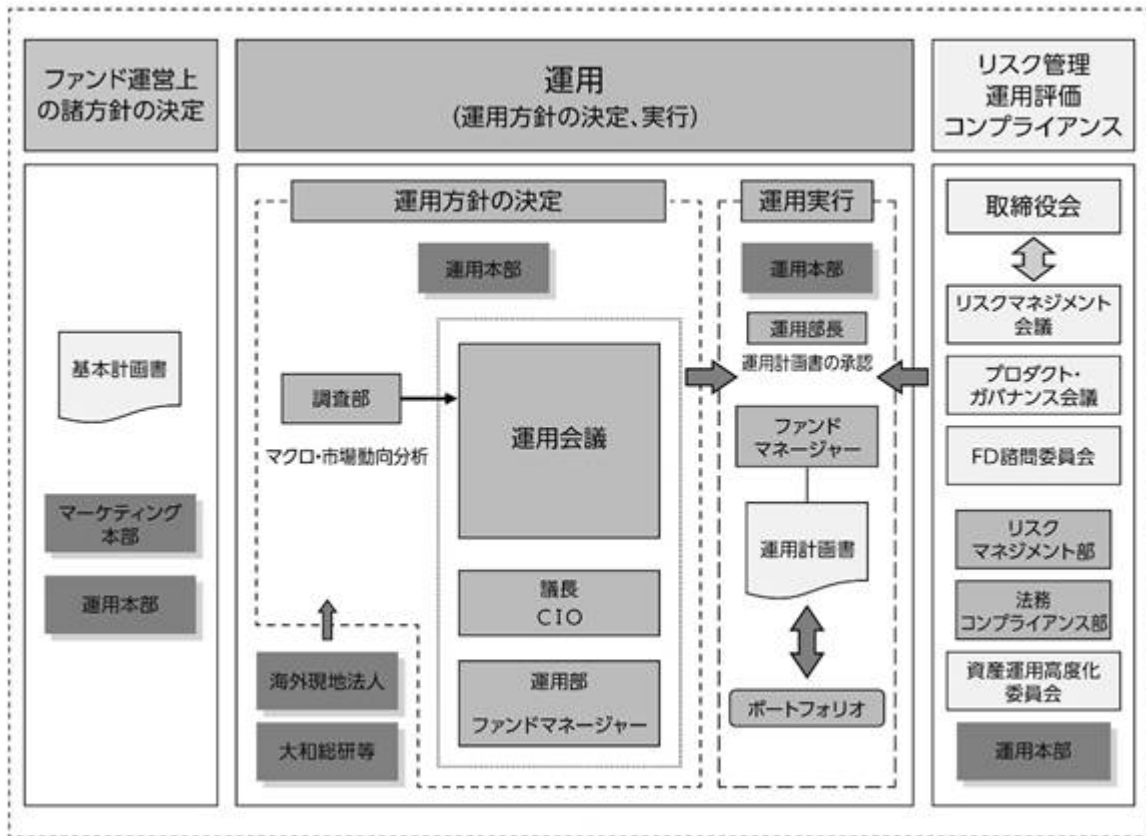 ファンド運営上
の諸方針の決定
運用
(運用方針の決定、実行)
リスク管理
運用評価
コンプライアンス
基本計画書
マーケティング
本部
運用本部
運用方針の決定
運用本部
調査部
マクロ・市場動向分析
運用会議
議長
CIO
運用部
ファンドマネージャー
海外現地法人
大和総研等
運用実行
運用本部
運用部長
運用計画書の承認
ファンド
マネージャー
運用計画書
ポートフォリオ
取締役会
リスクマネジメント
会議
プロダクト・
ガバナンス会議
FD諮問委員会
リスク
マネジメント部
法務
コンプライアンス部
資産運用高度化
委員会
運用本部